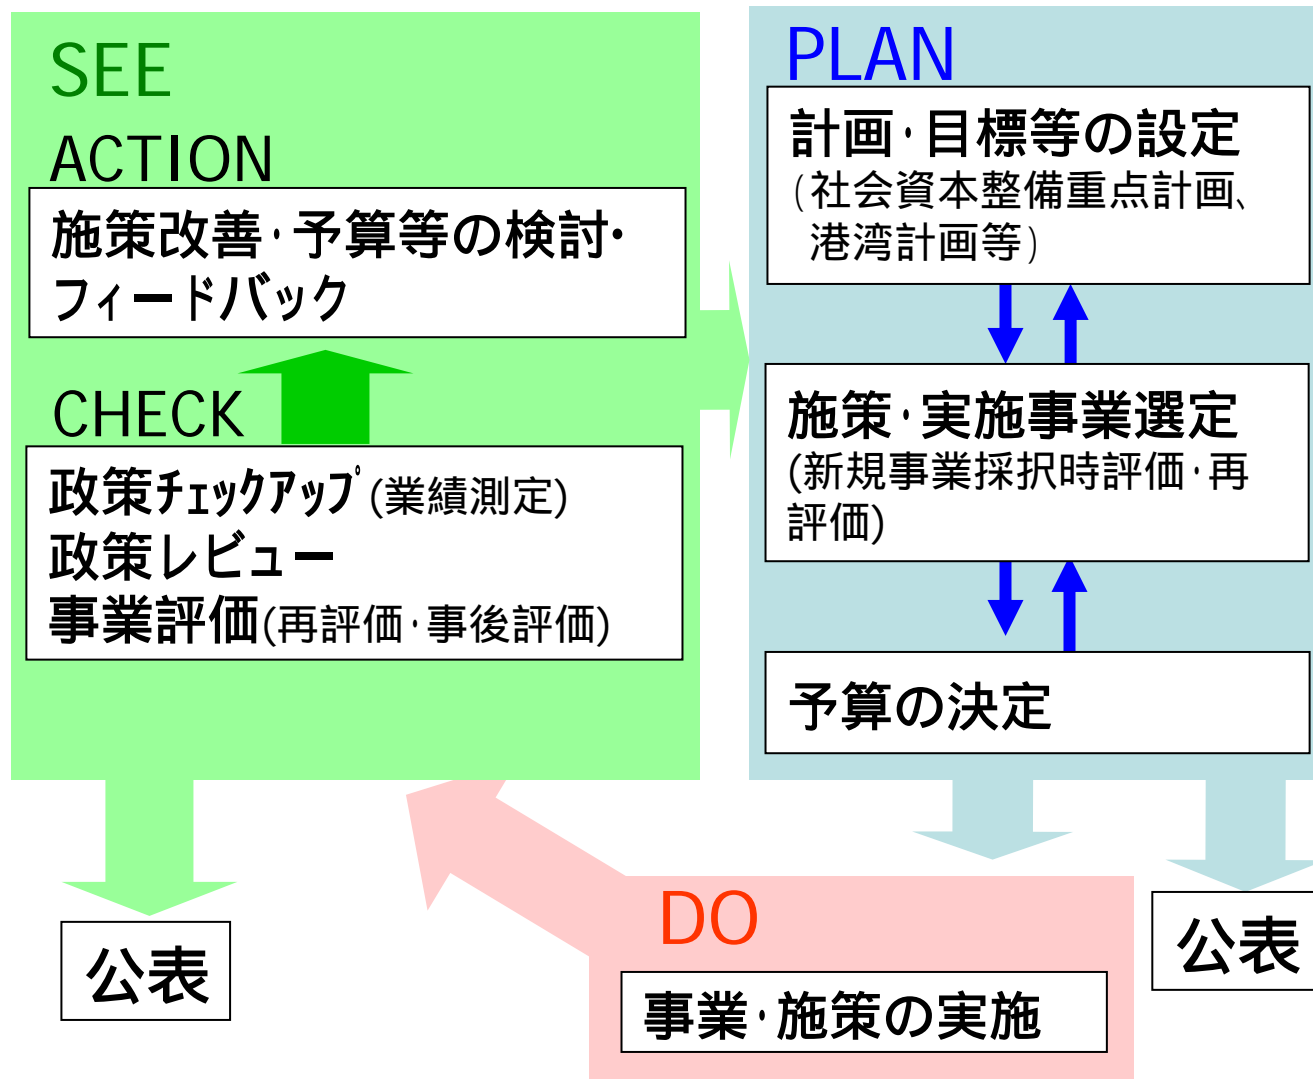 SEE
ACTION
施策改善・予算等の検討・
フィードバック
CHECK
政策チェックアップ(業績測定)
政策レビュー
事業評価(再評価・事後評価)
公表
PLAN
計画・目標等の設定
(社会資本整備重点計画、
港湾計画等)
施策・実施事業選定
(新規事業採択時評価・再
評価)
予算の決定
DO
事業・施策の実施
公表